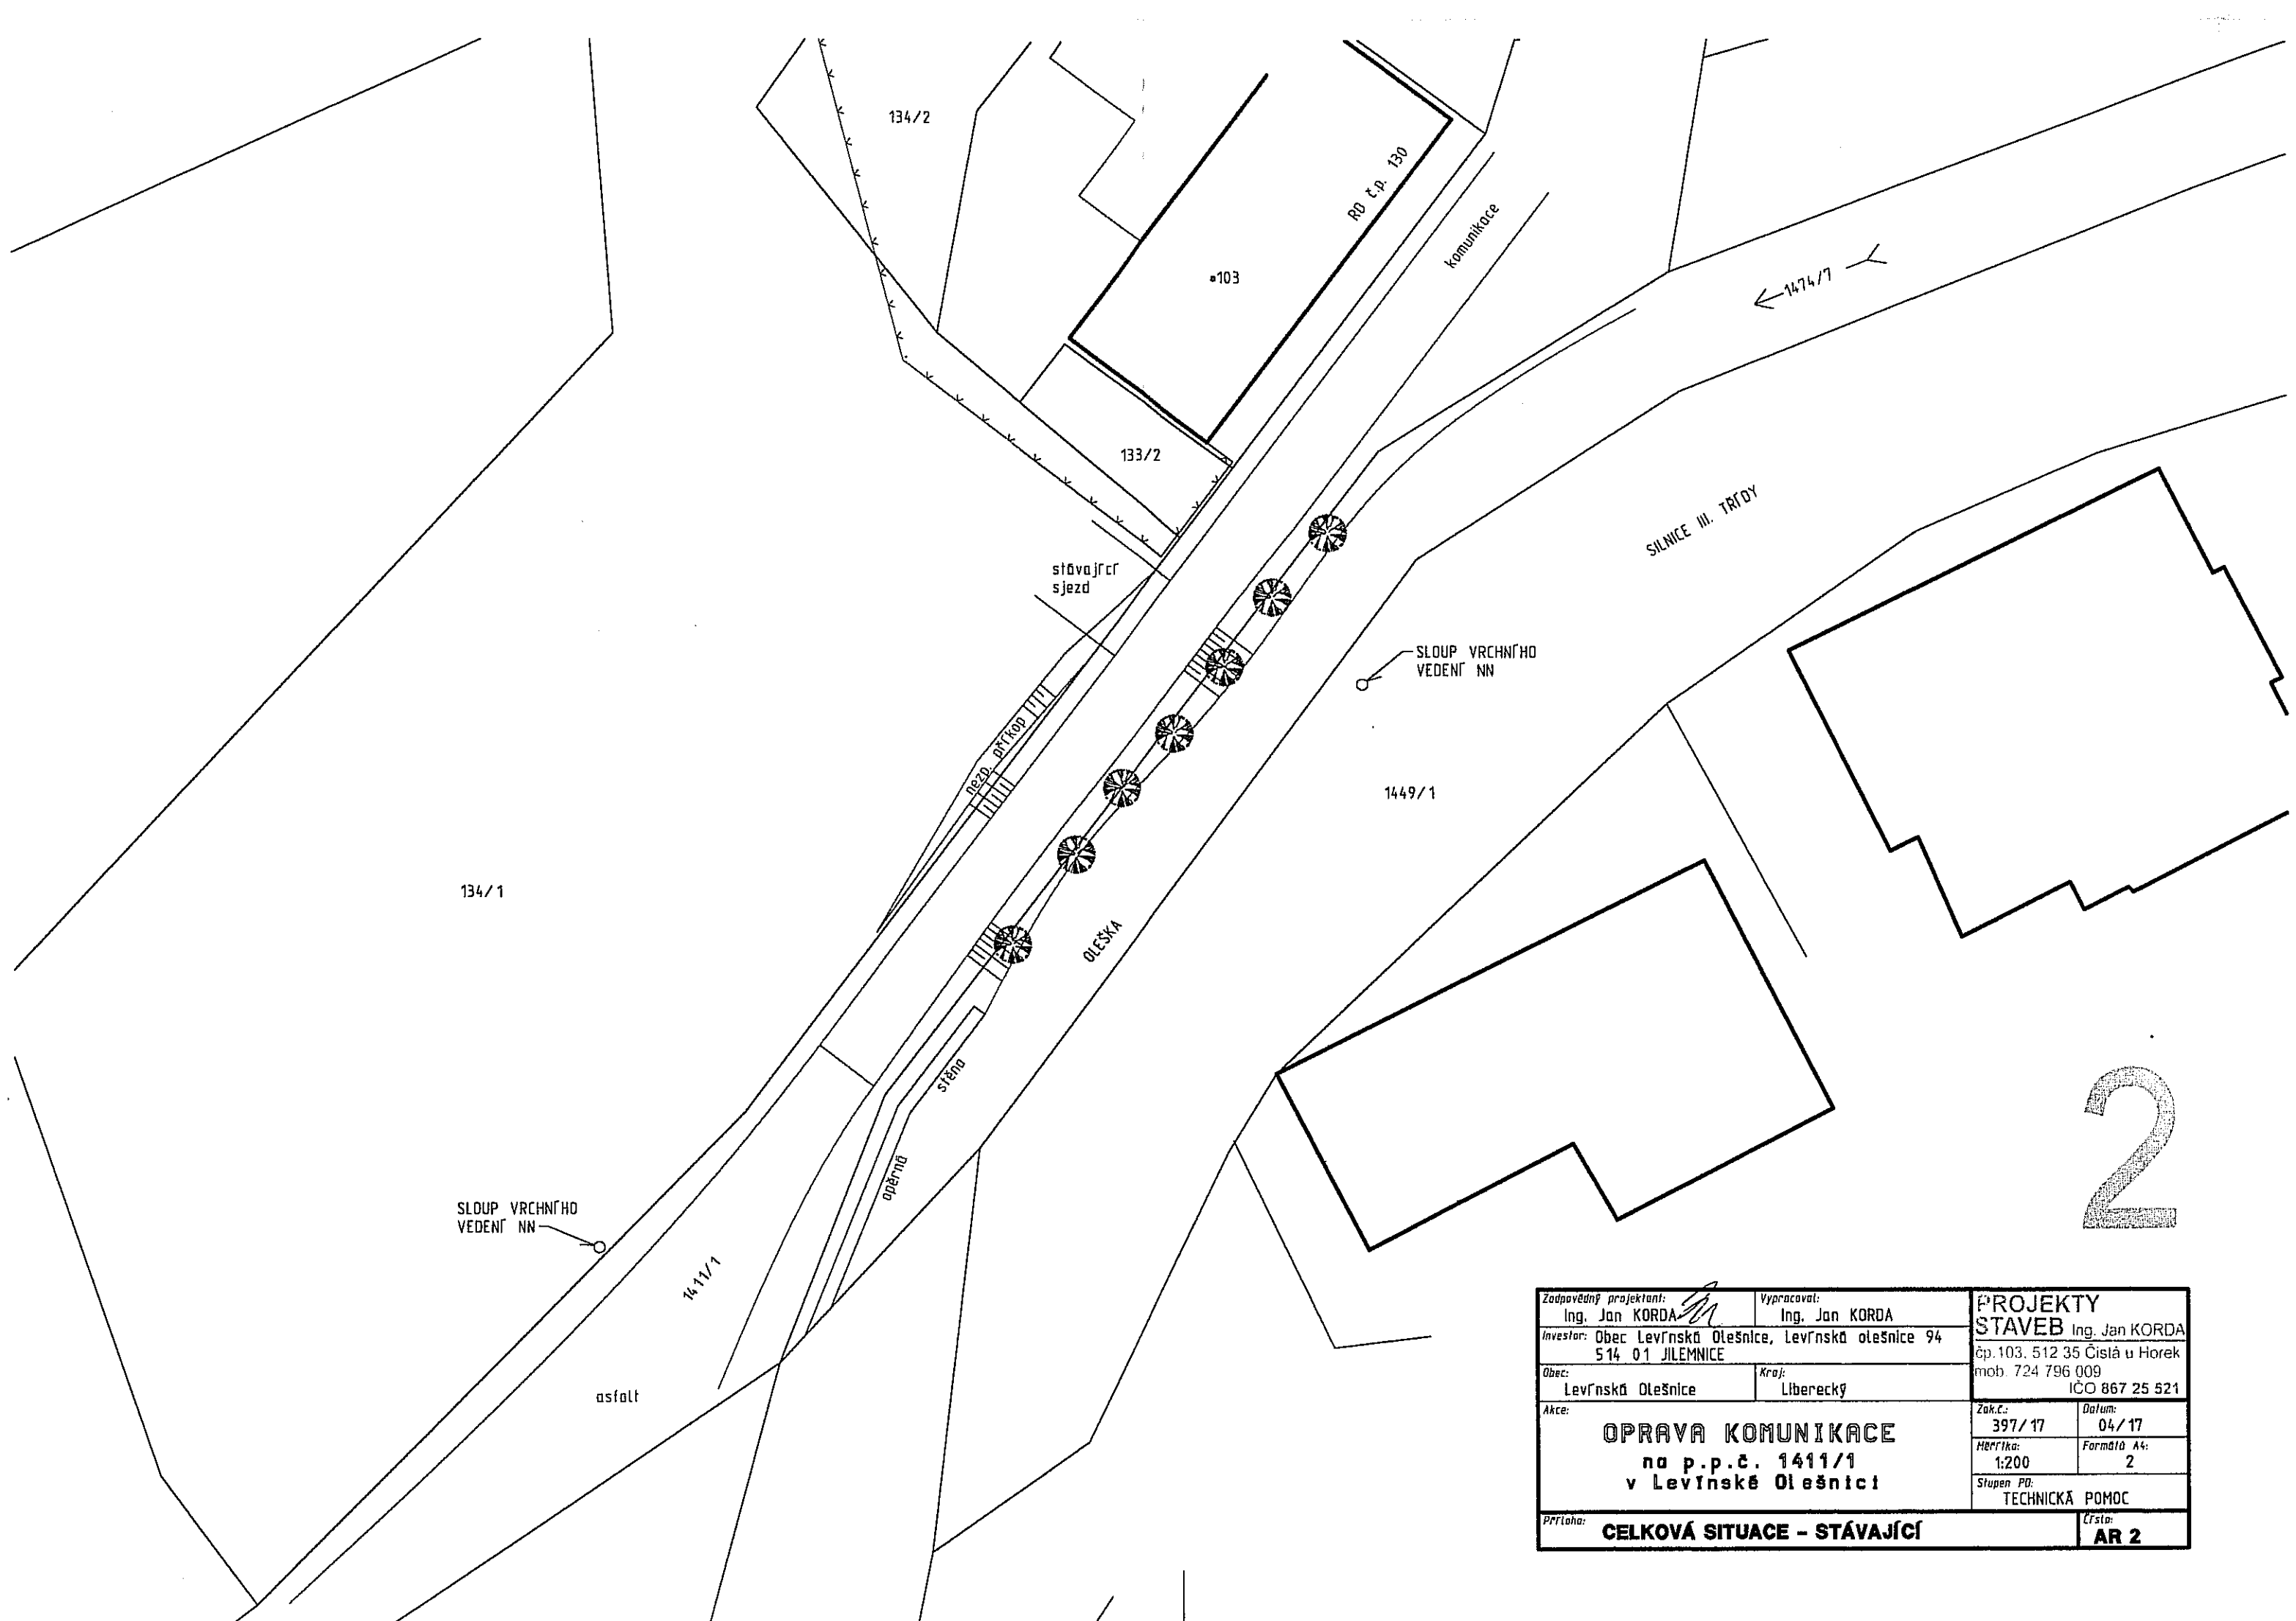 134/2
RD č.p. 130
komunikace
103
1474/7
133/2
SILNICE III. TŘÍDY
stávající
sjezd
SLOUP VRCHNÍHO
VEDENÍ NN
nezp. příkop
1449/1
134/1
OLEŠKA
stěna
opěrná
SLOUP VRCHNÍHO
VEDENÍ NN
1411/1
asfalt
2
Zodpovědný projektant:
Ing. Jan KORDA
Vypracoval:
Ing. Jan KORDA
PROJEKTY
STAVEB Ing. Jan KORDA
čp.103, 512 35 Čistá u Horek
mob. 724 796 009
IČO 867 25 521
Investor: Obec Levínská Olešnice, Levínská olešnice 94
514 01 JILEMNICE
Obec:
Levínská Olešnice
Kraj:
Liberecký
Akce:
OPRAVA KOMUNIKACE
na p.p.č. 1411/1
v Levínské Olešnici
Zak.č.:
397/17
Datum:
04/17
Měřítko:
1:200
Formátů A4:
2
Stupen PD:
TECHNICKÁ POMOC
Příloha:
CELKOVÁ SITUACE - STÁVAJÍCÍ
Číslo:
AR 2